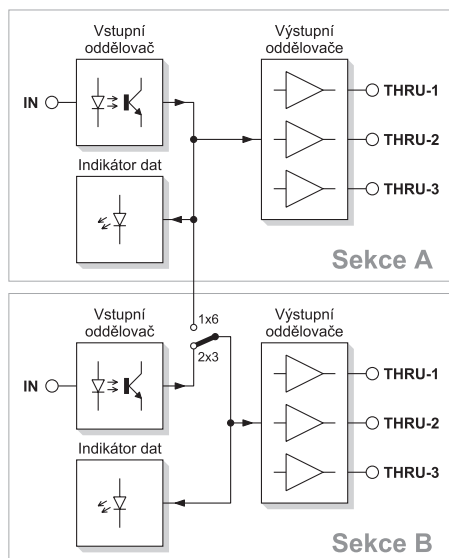 Vstupní
oddělovač
Výstupní
oddělovače
IN
THRU-1
THRU-2
THRU-3
Indikátor dat
Sekce A
1x6
2x3
Vstupní
oddělovač
Výstupní
oddělovače
IN
THRU-1
THRU-2
THRU-3
Indikátor dat
Sekce B